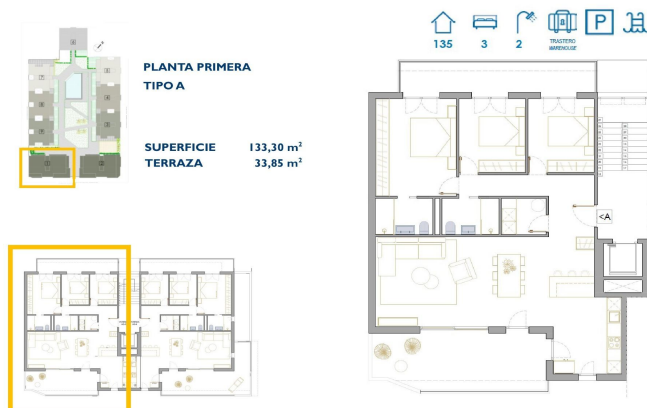 135
3
2
TRASTERO
WAREHOUSE
P
PLANTA PRIMERA
TIPO A
SUPERFICIE 133,30 m²
TERRAZA 33,85 m²
<A